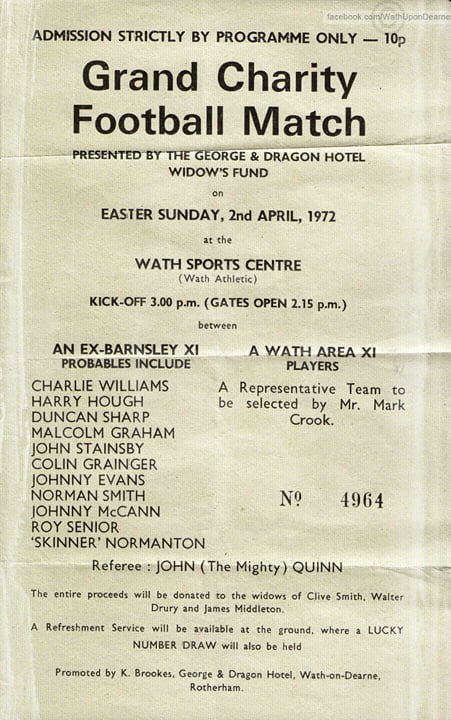 facebook.com/WathUponDearne
ADMISSION STRICTLY BY PROGRAMME ONLY — 10p
Grand Charity
Football Match
PRESENTED BY THE GEORGE & DRAGON HOTEL
WIDOW'S FUND
on
EASTER SUNDAY, 2nd APRIL, 1972
at the
WATH SPORTS CENTRE
(Wath Athletic)
KICK-OFF 3.00 p.m. (GATES OPEN 2.15 p.m.)
between
AN EX-BARNSLEY XI
PROBABLES INCLUDE
CHARLIE WILLIAMS
HARRY HOUGH
DUNCAN SHARP
MALCOLM GRAHAM
JOHN STAINSBY
COLIN GRAINGER
JOHNNY EVANS
NORMAN SMITH
JOHNNY McCANN
ROY SENIOR
'SKINNER' NORMANTON
A WATH AREA XI
PLAYERS
A Representative Team to
be selected by Mr. Mark
Crook.
Nº 4964
Referee : JOHN (The Mighty) QUINN
The entire proceeds will be donated to the widows of Clive Smith, Walter
Drury and James Middleton.
A Refreshment Service will be available at the ground, where a LUCKY
NUMBER DRAW will also be held
Promoted by K. Brookes, George & Dragon Hotel, Wath-on-Dearne,
Rotherham.